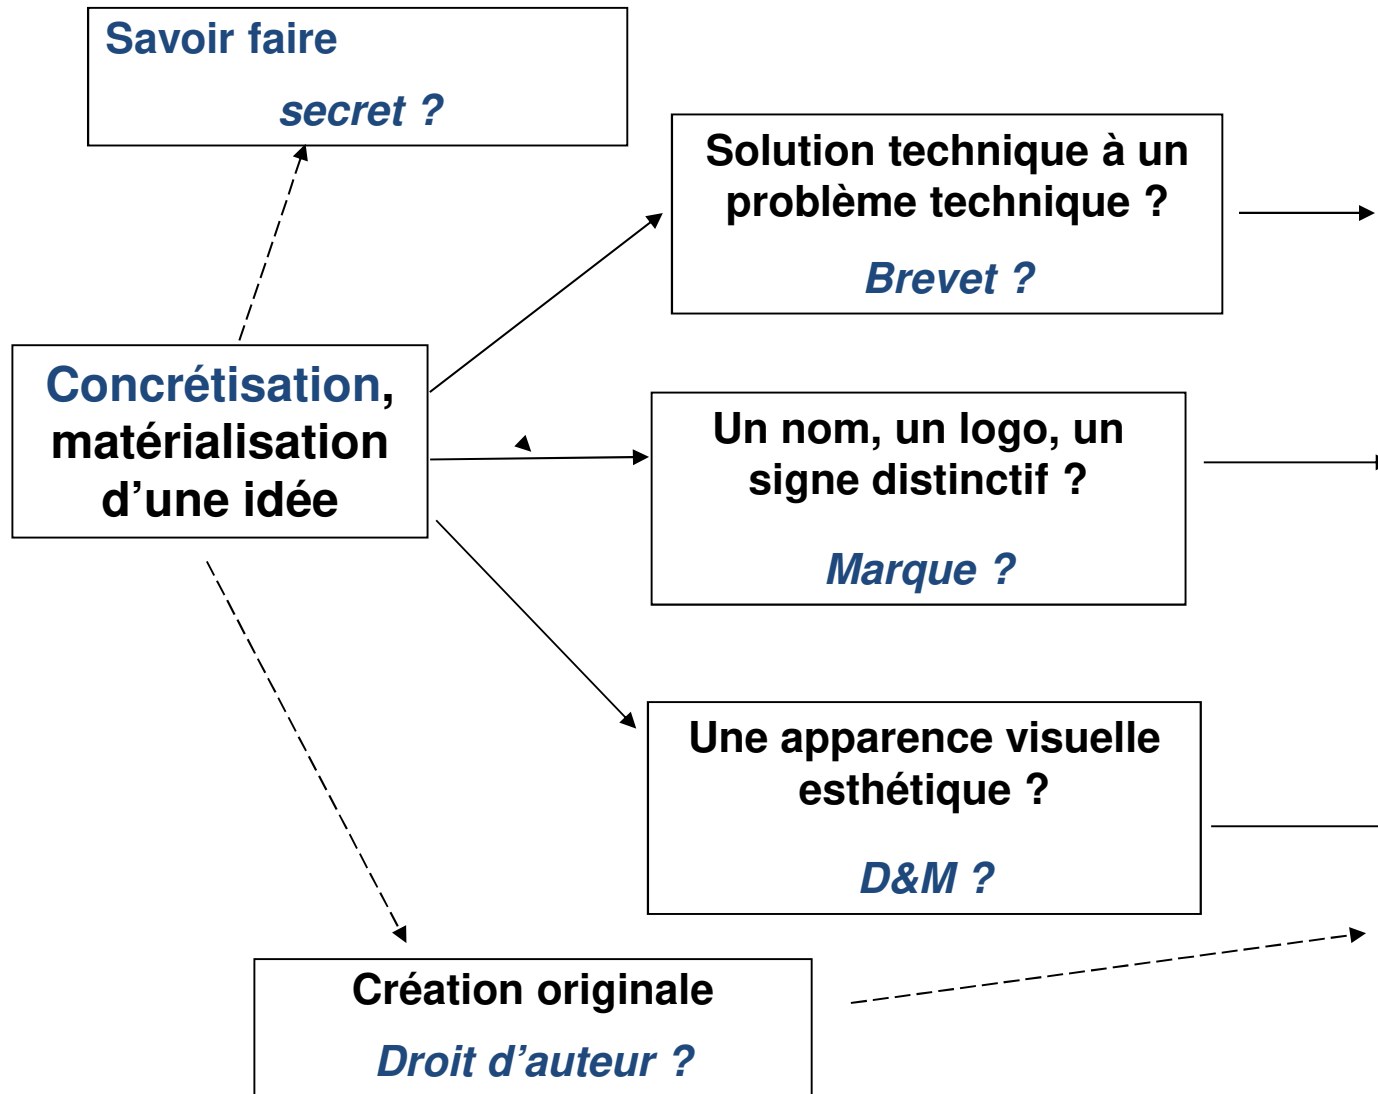 Savoir faire
secret ?
Solution technique à un
problème technique ?
Brevet ?
Concrétisation,
matérialisation
d’une idée
Un nom, un logo, un
signe distinctif ?
Marque ?
Une apparence visuelle
esthétique ?
D&M ?
Création originale
Droit d’auteur ?